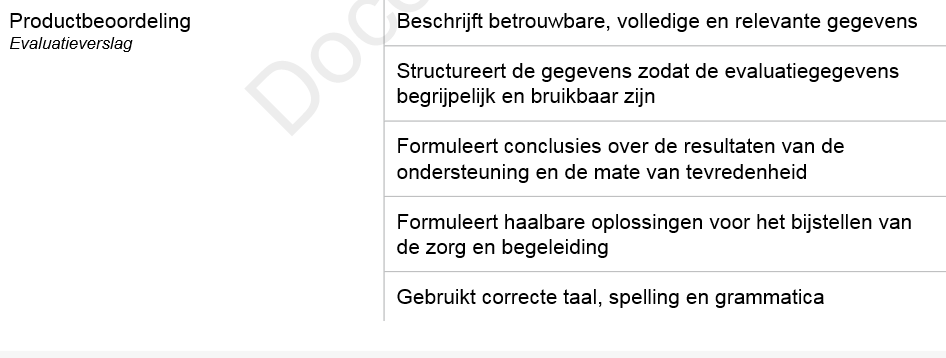 Productbeoordeling
Evaluatieverslag
Beschrijft betrouwbare, volledige en relevante gegevens
Structureert de gegevens zodat de evaluatiegegevens
begrijpelijk en bruikbaar zijn
Formuleert conclusies over de resultaten van de
ondersteuning en de mate van tevredenheid
Formuleert haalbare oplossingen voor het bijstellen van
de zorg en begeleiding
Gebruikt correcte taal, spelling en grammatica